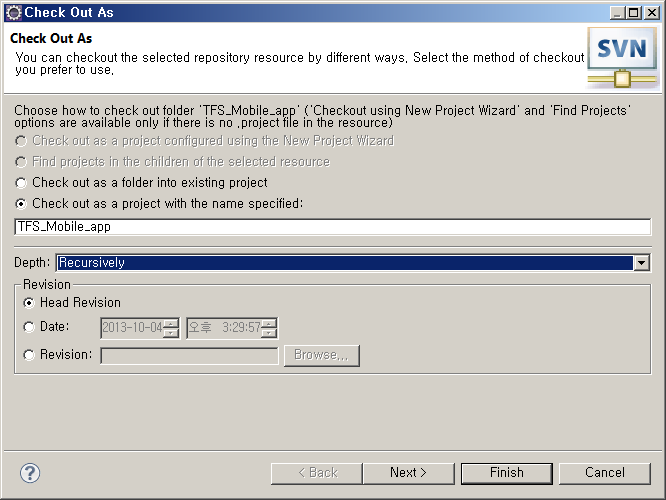 Check Out As
Check Out As
You can checkout the selected repository resource by different ways. Select the method of checkout
you prefer to use.
SVN
Choose how to check out folder 'TFS_Mobile_app' ('Checkout using New Project Wizard' and 'Find Projects'
options are available only if there is no .project file in the resource)
Check out as a project configured using the New Project Wizard
Find projects in the children of the selected resource
Check out as a folder into existing project
Check out as a project with the name specified:
TFS_Mobile_app
Depth: Recursively
Revision
Head Revision
Date: 2013-10-04 오후 3:29:57
Revision: Browse...
?
< Back Next > Finish Cancel